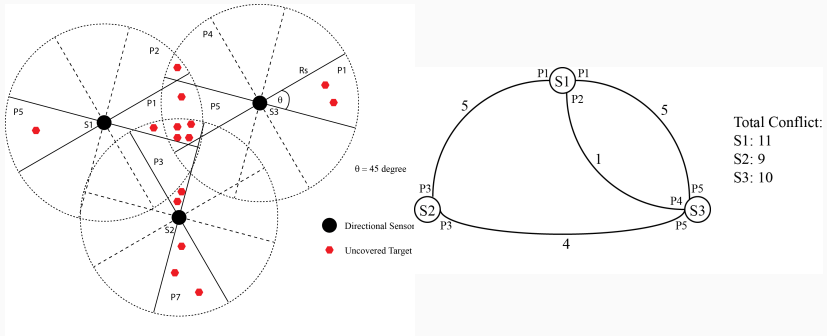 P4
P2
Rs
P1
P5
P1
P5
θ
S3
S1
P3
θ = 45 degree
S2
Directional Sensor
Uncovered Target
P7
P1
S1
P1
P2
5
5
1
P3
S2
P3
P5
P4
S3
P5
4
Total Conflict:
S1: 11
S2: 9
S3: 10